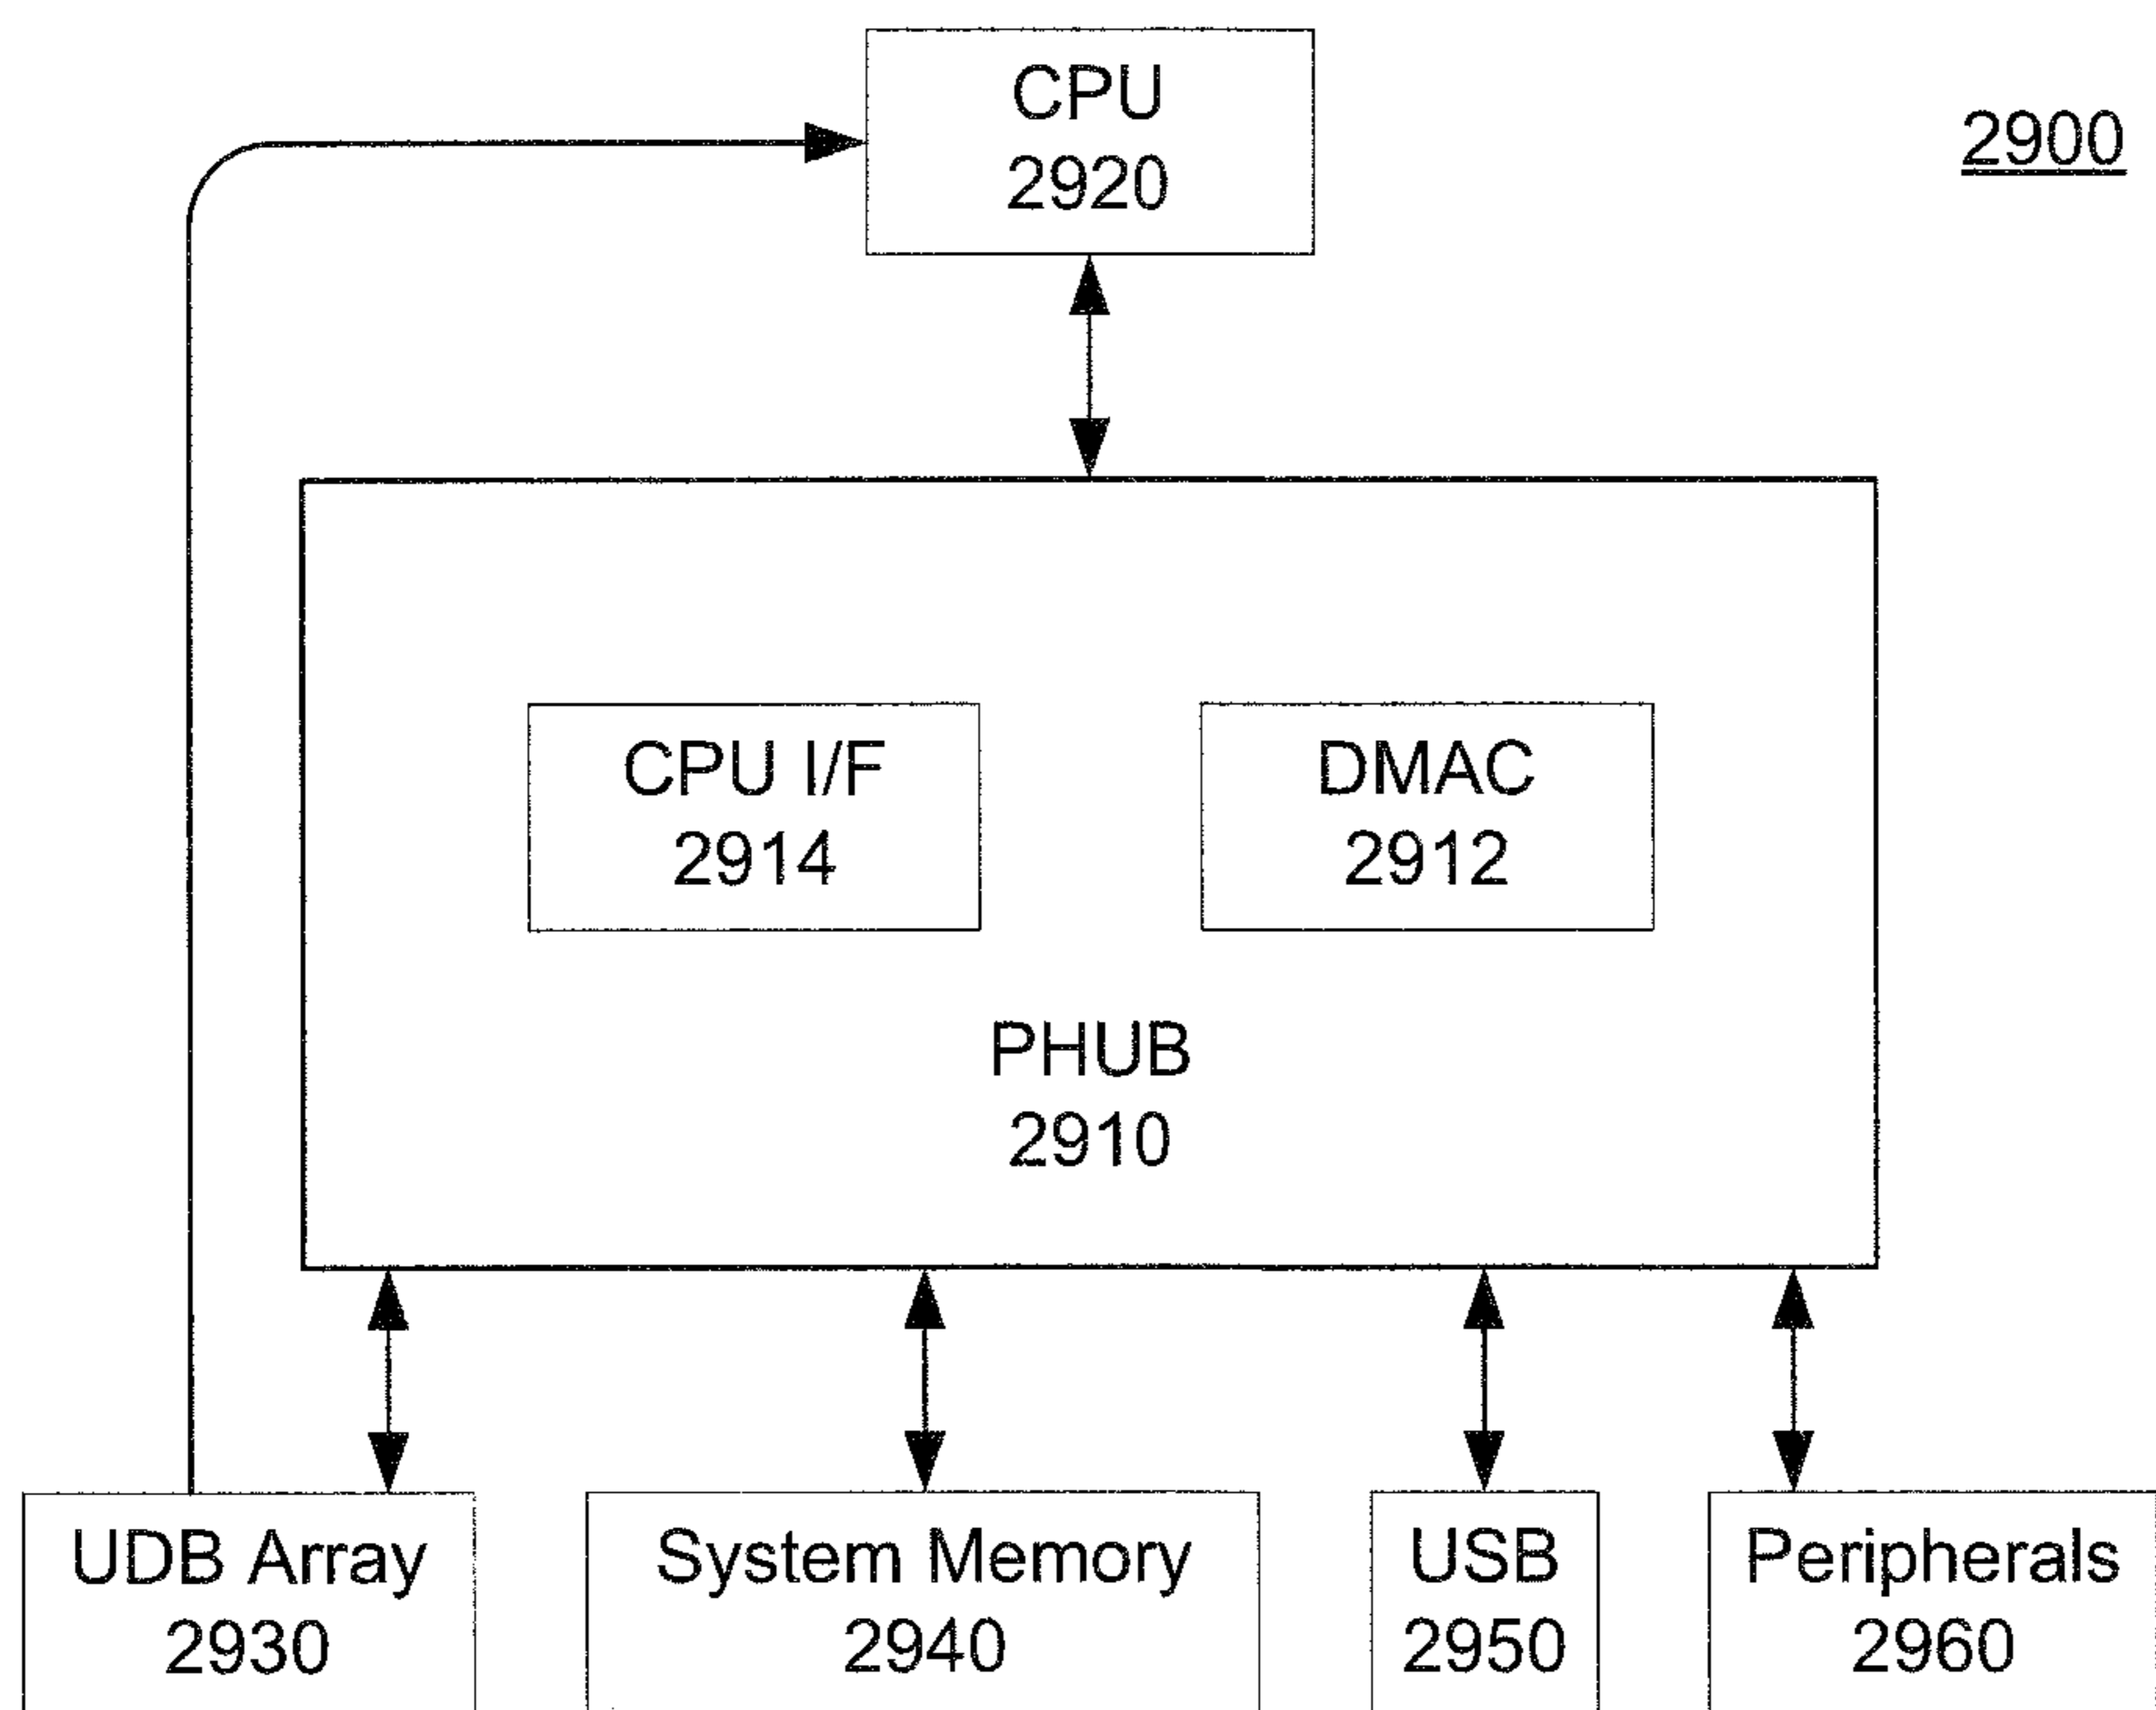 CPU
2920
2900
CPU I/F
2914
DMAC
2912
PHUB
2910
UDB Array
2930
System Memory
2940
USB
2950
Peripherals
2960